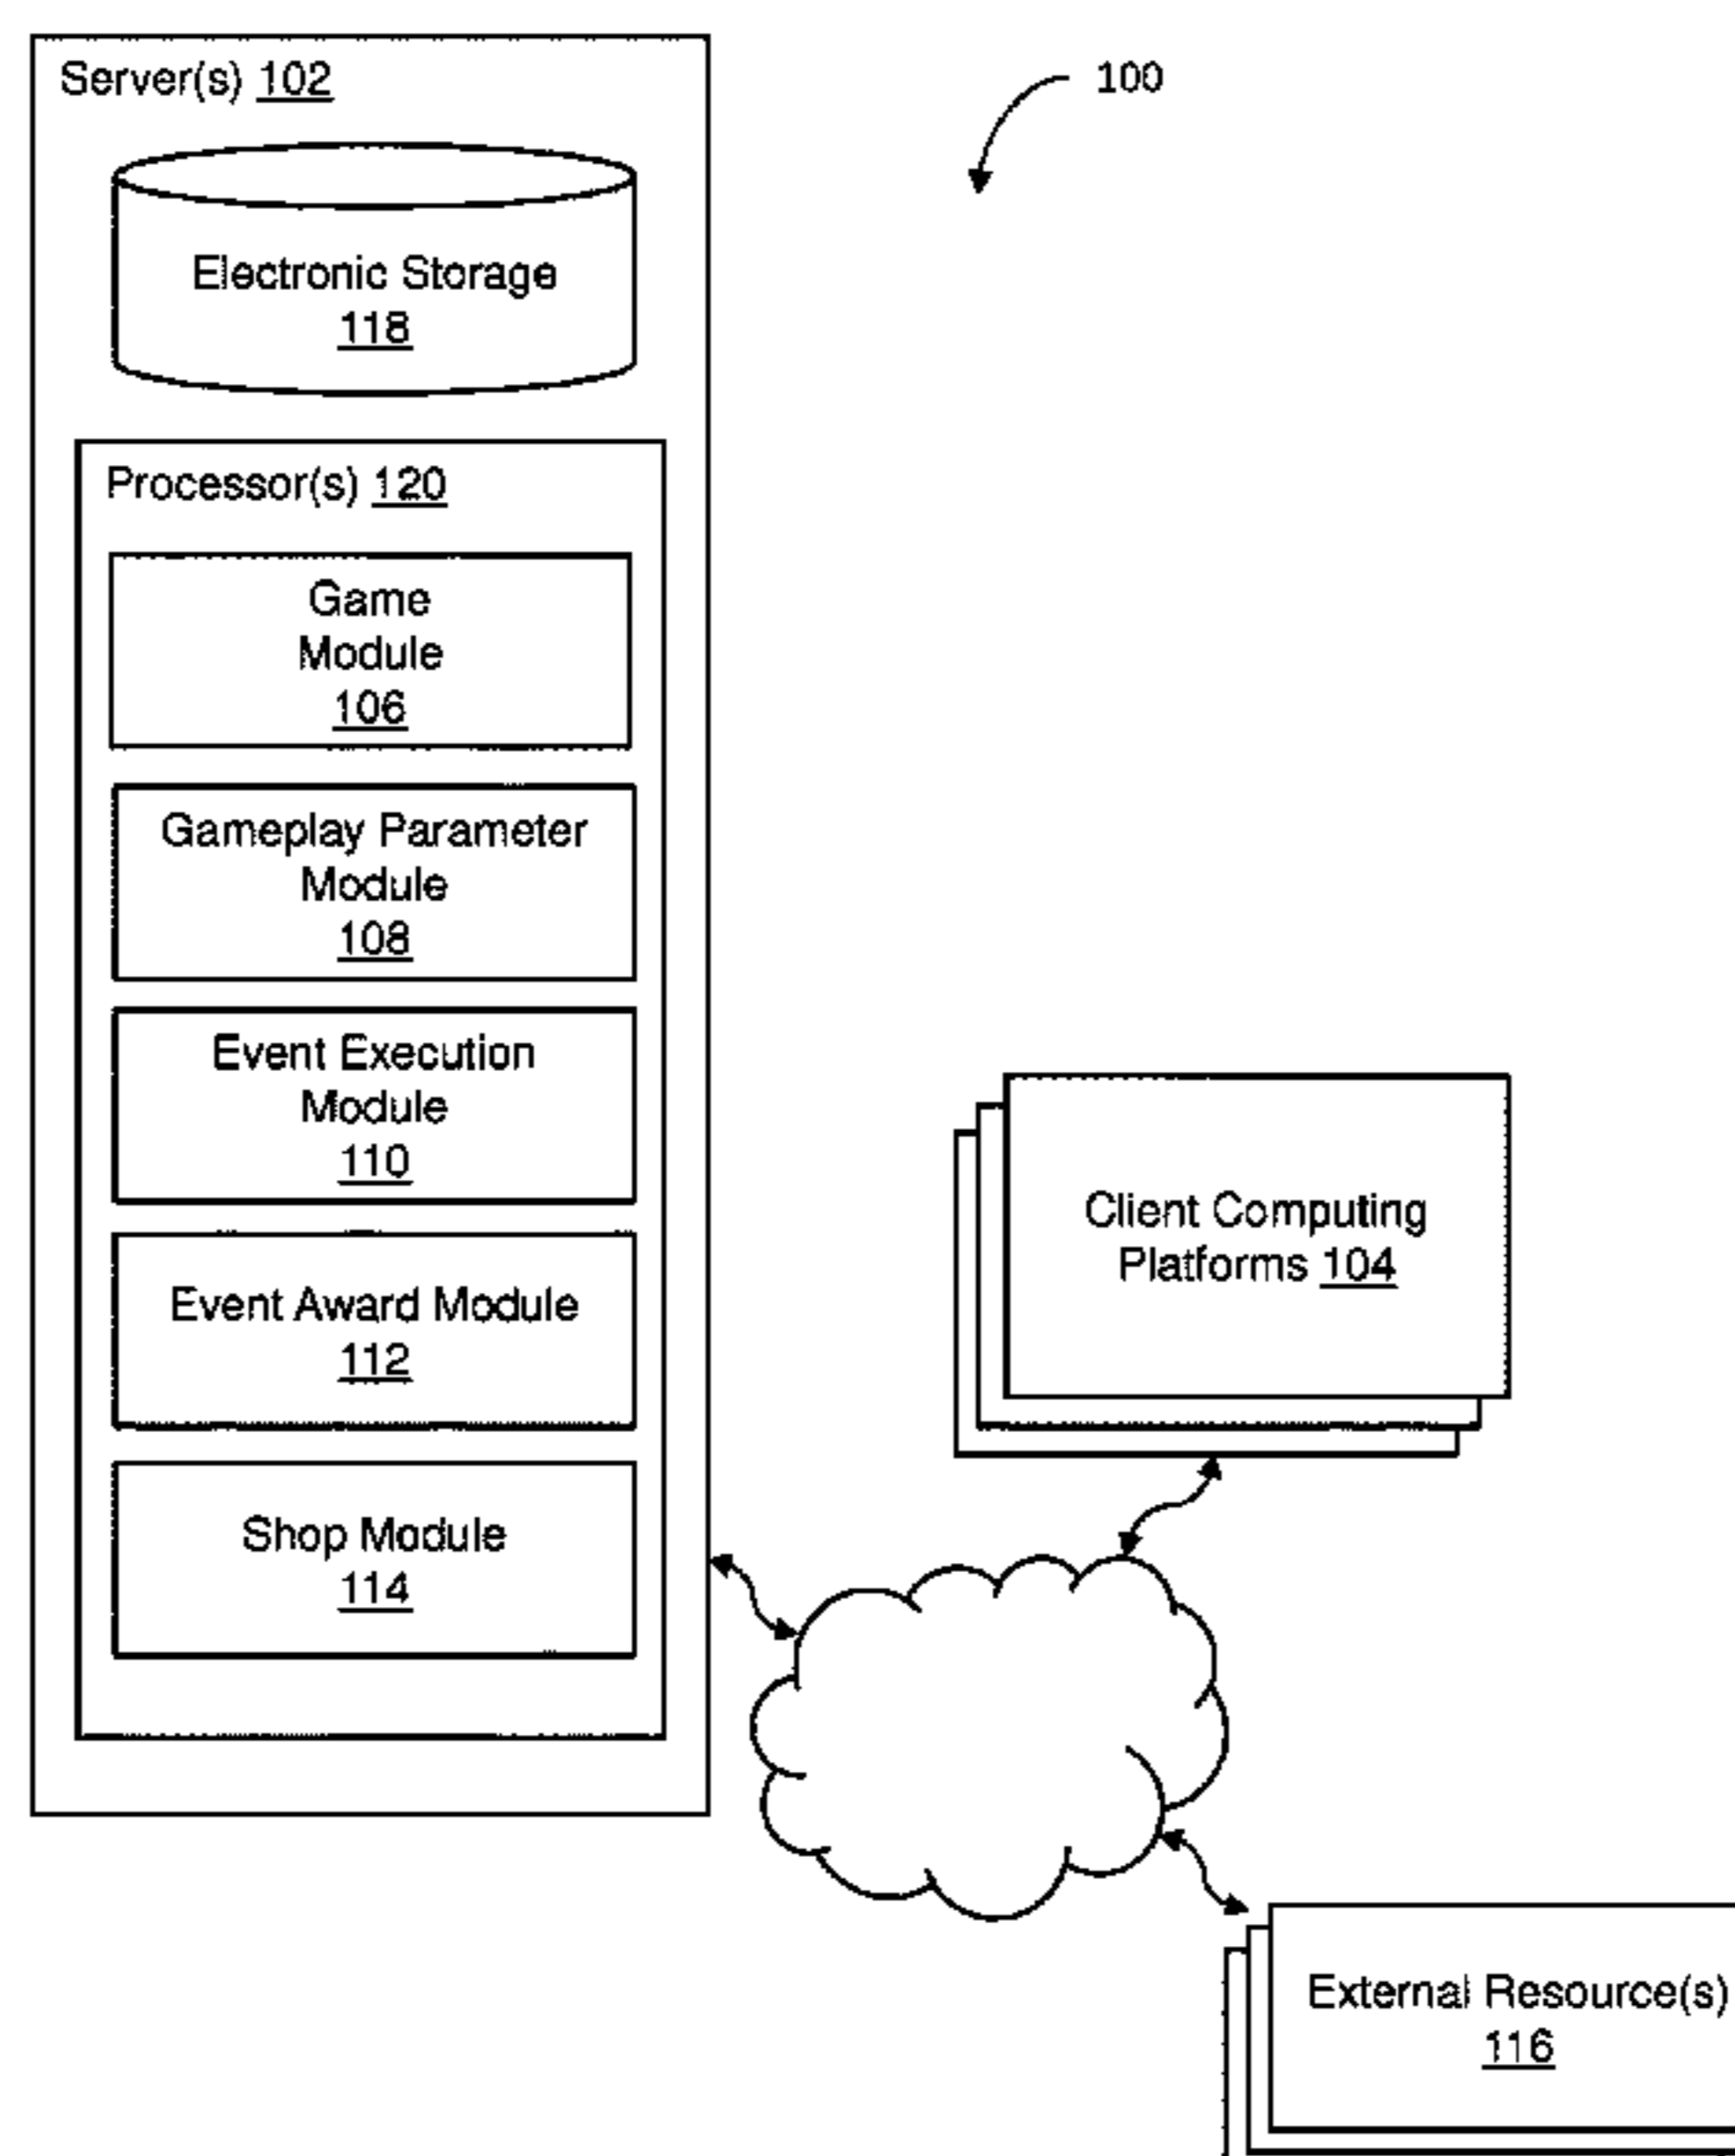 Server(s) 102
100
Electronic Storage
118
Processor(s) 120
Game
Module
106
Gameplay Parameter
Module
108
Event Execution
Module
110
Event Award Module
112
Shop Module
114
Client Computing
Platforms 104
External Resource(s)
116